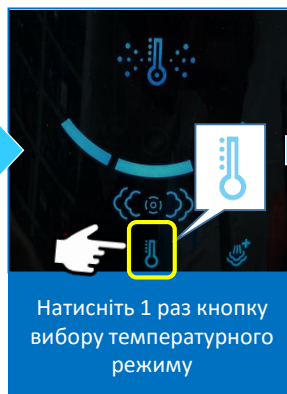 Натисніть 1 раз кнопку
вибору температурного
режиму